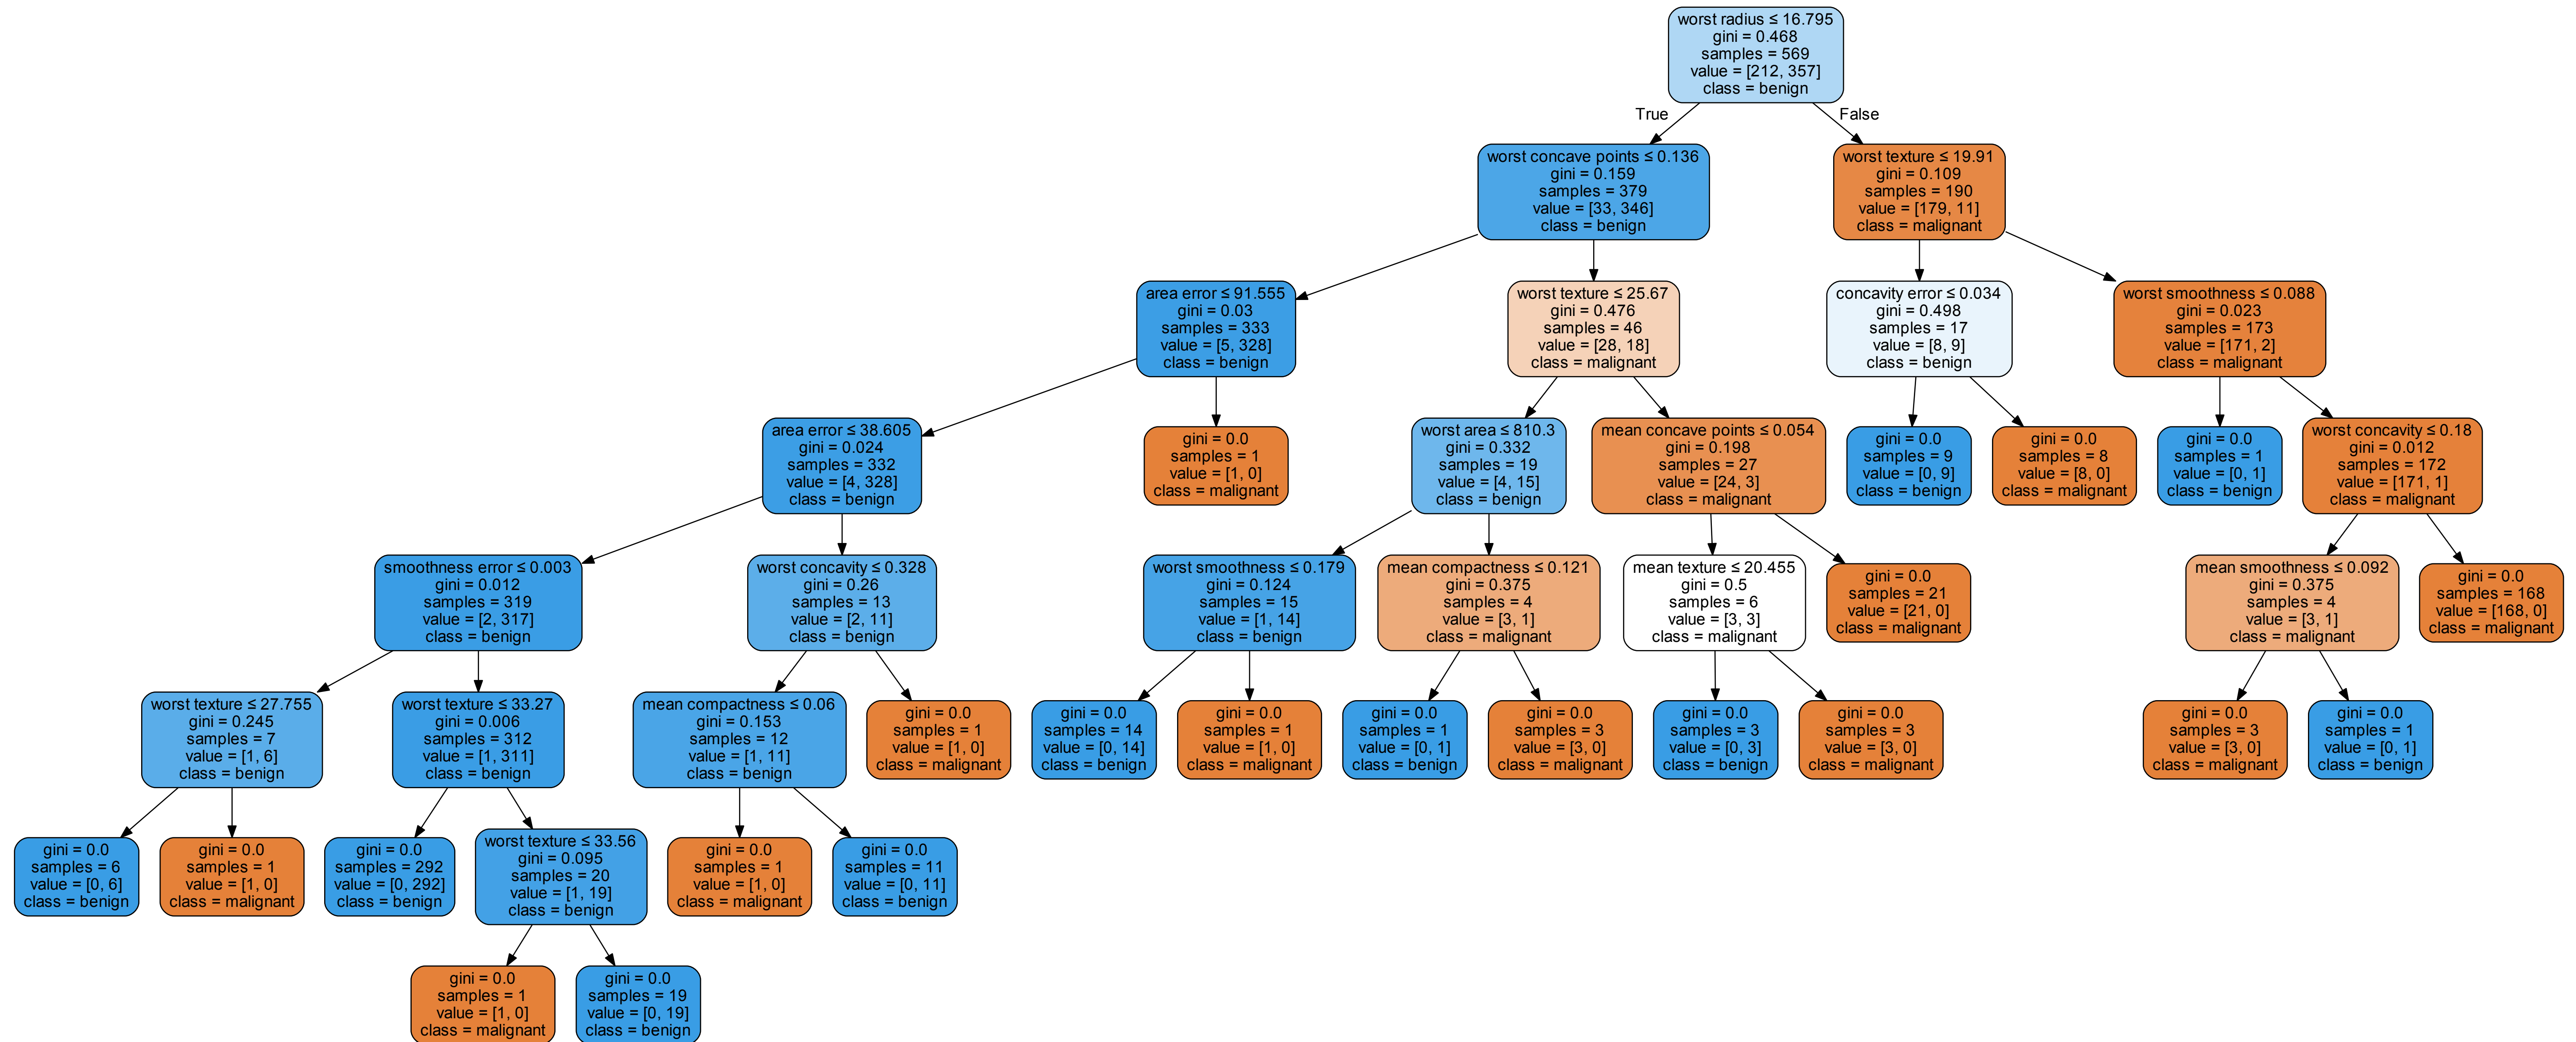 worst radius ≤ 16.795
gini = 0.468
samples = 569
value = [212, 357]
class = benign
True
False
worst concave points ≤ 0.136
gini = 0.159
samples = 379
value = [33, 346]
class = benign
worst texture ≤ 19.91
gini = 0.109
samples = 190
value = [179, 11]
class = malignant
area error ≤ 91.555
gini = 0.03
samples = 333
value = [5, 328]
class = benign
worst texture ≤ 25.67
gini = 0.476
samples = 46
value = [28, 18]
class = malignant
concavity error ≤ 0.034
gini = 0.498
samples = 17
value = [8, 9]
class = benign
worst smoothness ≤ 0.088
gini = 0.023
samples = 173
value = [171, 2]
class = malignant
area error ≤ 38.605
gini = 0.024
samples = 332
value = [4, 328]
class = benign
gini = 0.0
samples = 1
value = [1, 0]
class = malignant
worst area ≤ 810.3
gini = 0.332
samples = 19
value = [4, 15]
class = benign
mean concave points ≤ 0.054
gini = 0.198
samples = 27
value = [24, 3]
class = malignant
gini = 0.0
samples = 9
value = [0, 9]
class = benign
gini = 0.0
samples = 8
value = [8, 0]
class = malignant
gini = 0.0
samples = 1
value = [0, 1]
class = benign
worst concavity ≤ 0.18
gini = 0.012
samples = 172
value = [171, 1]
class = malignant
smoothness error ≤ 0.003
gini = 0.012
samples = 319
value = [2, 317]
class = benign
worst concavity ≤ 0.328
gini = 0.26
samples = 13
value = [2, 11]
class = benign
worst smoothness ≤ 0.179
gini = 0.124
samples = 15
value = [1, 14]
class = benign
mean compactness ≤ 0.121
gini = 0.375
samples = 4
value = [3, 1]
class = malignant
mean texture ≤ 20.455
gini = 0.5
samples = 6
value = [3, 3]
class = malignant
gini = 0.0
samples = 21
value = [21, 0]
class = malignant
mean smoothness ≤ 0.092
gini = 0.375
samples = 4
value = [3, 1]
class = malignant
gini = 0.0
samples = 168
value = [168, 0]
class = malignant
worst texture ≤ 27.755
gini = 0.245
samples = 7
value = [1, 6]
class = benign
worst texture ≤ 33.27
gini = 0.006
samples = 312
value = [1, 311]
class = benign
mean compactness ≤ 0.06
gini = 0.153
samples = 12
value = [1, 11]
class = benign
gini = 0.0
samples = 1
value = [1, 0]
class = malignant
gini = 0.0
samples = 14
value = [0, 14]
class = benign
gini = 0.0
samples = 1
value = [1, 0]
class = malignant
gini = 0.0
samples = 1
value = [0, 1]
class = benign
gini = 0.0
samples = 3
value = [3, 0]
class = malignant
gini = 0.0
samples = 3
value = [0, 3]
class = benign
gini = 0.0
samples = 3
value = [3, 0]
class = malignant
gini = 0.0
samples = 3
value = [3, 0]
class = malignant
gini = 0.0
samples = 1
value = [0, 1]
class = benign
gini = 0.0
samples = 6
value = [0, 6]
class = benign
gini = 0.0
samples = 1
value = [1, 0]
class = malignant
gini = 0.0
samples = 292
value = [0, 292]
class = benign
worst texture ≤ 33.56
gini = 0.095
samples = 20
value = [1, 19]
class = benign
gini = 0.0
samples = 1
value = [1, 0]
class = malignant
gini = 0.0
samples = 11
value = [0, 11]
class = benign
gini = 0.0
samples = 1
value = [1, 0]
class = malignant
gini = 0.0
samples = 19
value = [0, 19]
class = benign